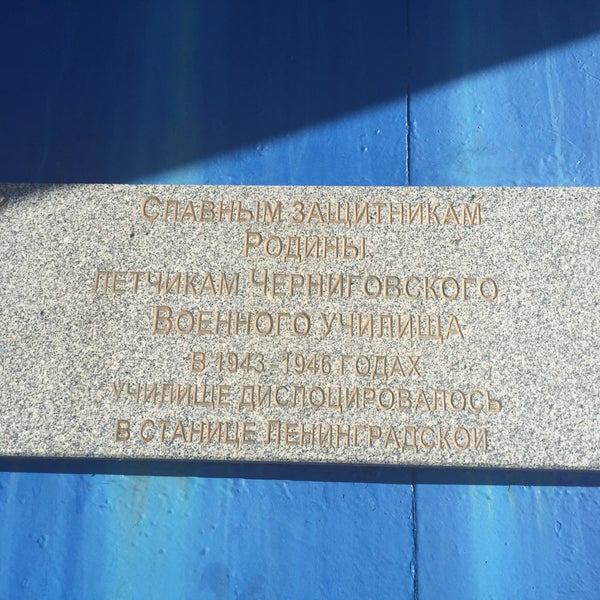 Славным защитникам
Родины,
летчикам Черниговского
Военного училища
в 1943-1946 годах
училище дислоцировалось
в станице Ленинградской